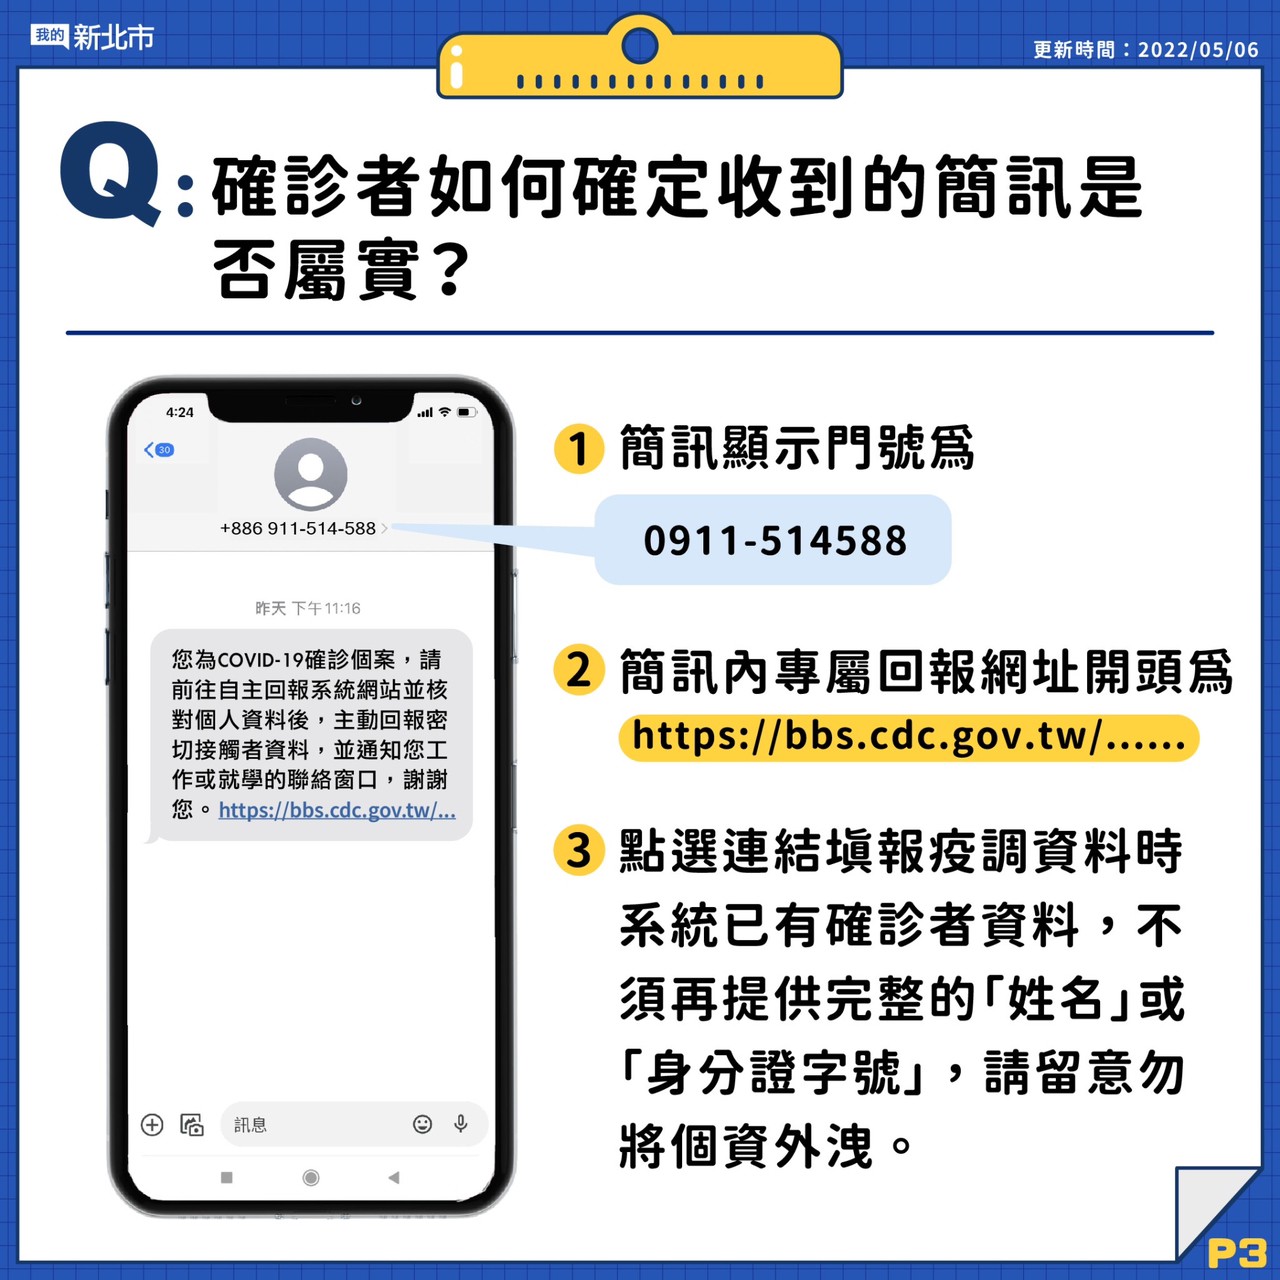 我的 新北市
更新時間：2022/05/06
Q：確診者如何確定收到的簡訊是
否屬實？
4:24
30
+886 911-514-588
昨天 下午11:16
您為COVID-19確診個案，請
前往自主回報系統網站並核
對個人資料後，主動回報密
切接觸者資料，並通知您工
作或就學的聯絡窗口，謝謝
您。https://bbs.cdc.gov.tw/...
訊息
1 簡訊顯示門號為
0911-514588
2 簡訊內專屬回報網址開頭為
https://bbs.cdc.gov.tw/......
3 點選連結填報疫調資料時
系統已有確診者資料，不
須再提供完整的「姓名」或
「身分證字號」，請留意勿
將個資外洩。
P3